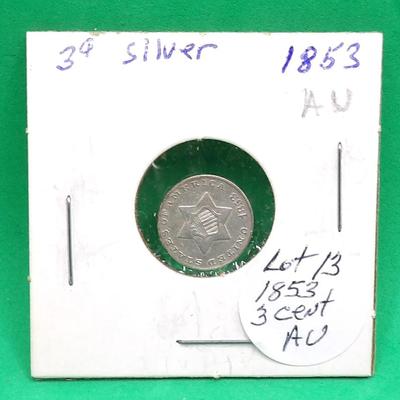 3¢ silver 1853
AU
UNITED STATES OF AMERICA 1853
Lot 13
1853
3 cent
AU